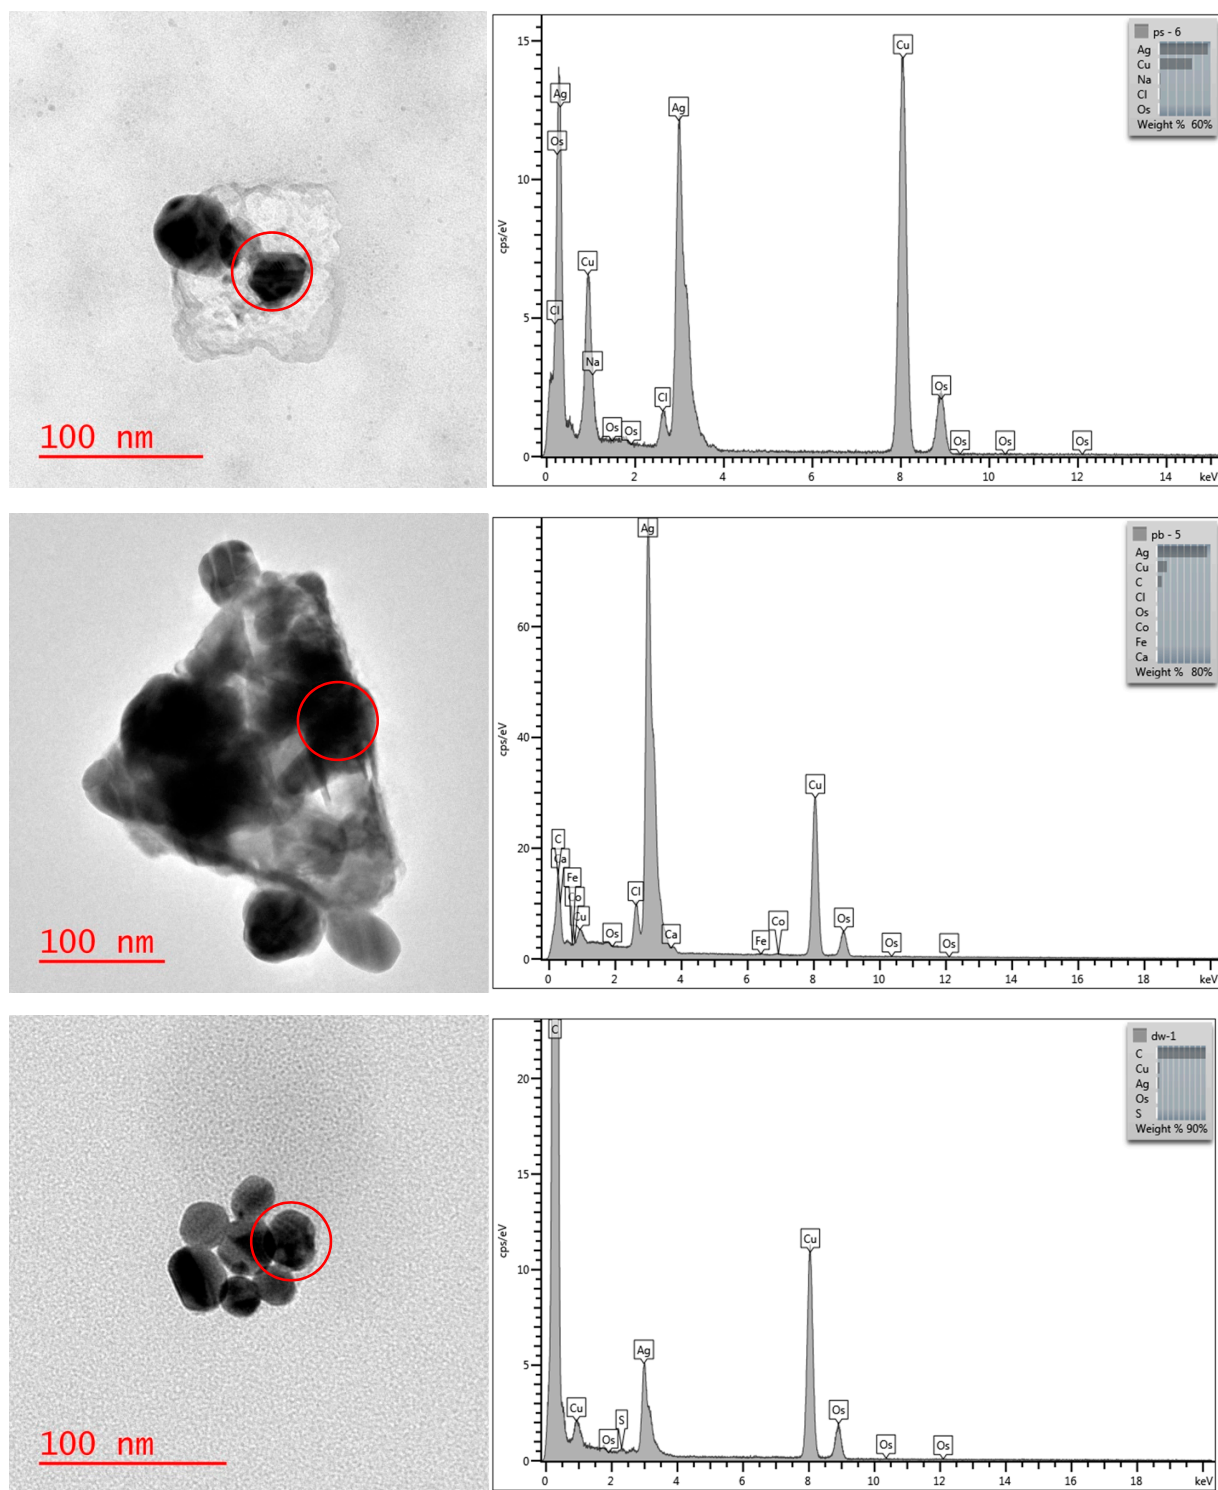 100 nm
ps - 6
Ag
Cu
Na
Cl
Os
Weight % 60%
cps/eV
15
10
5
0
Ag
Os
Cl
Cu
Na
Os
Os
Cl
Ag
Cu
Os
Os
Os
Os
0 2 4 6 8 10 12 14 keV
100 nm
pb - 5
Ag
Cu
C
Cl
Os
Co
Fe
Ca
Weight % 80%
cps/eV
60
40
20
0
Ag
C
Ca
Fe
Co
Cu
Os
Cl
Ca
Fe
Co
Cu
Os
Os
Os
0 2 4 6 8 10 12 14 16 18 keV
100 nm
dw-1
C
Cu
Ag
Os
S
Weight % 90%
cps/eV
20
15
10
5
0
C
Cu
Os
S
Ag
Cu
Os
Os
Os
0 2 4 6 8 10 12 14 16 18 keV